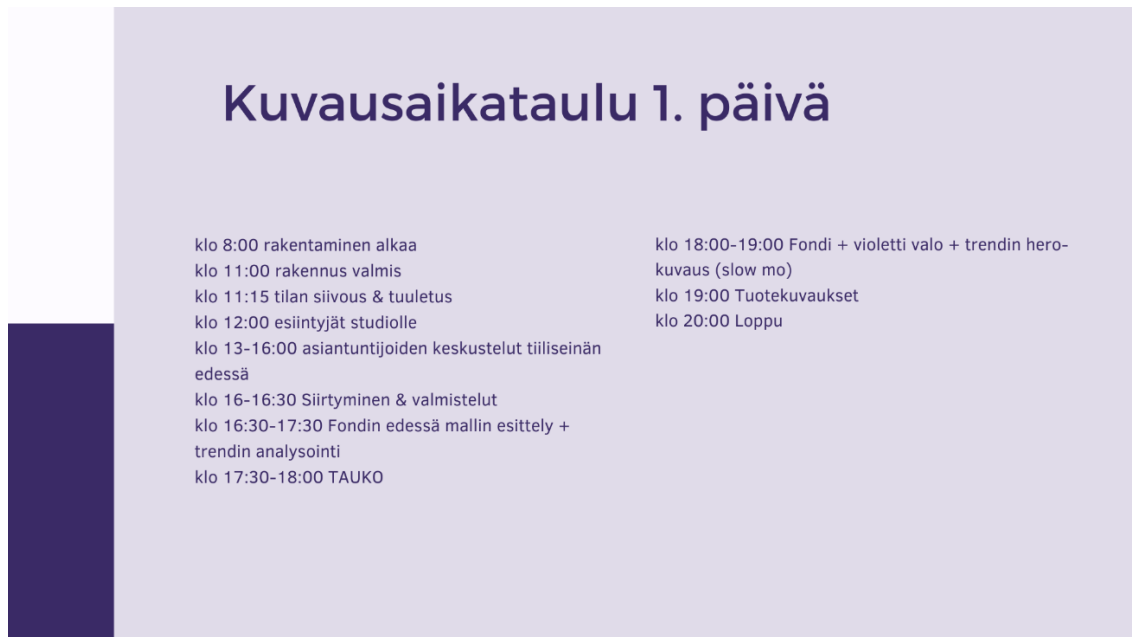 Kuvausaikataulu 1. päivä
klo 8:00 rakentaminen alkaa
klo 11:00 rakennus valmis
klo 11:15 tilan siivous & tuuletus
klo 12:00 esiintyjät studiolle
klo 13-16:00 asiantuntijoiden keskustelut tiiliseinän
edessä
klo 16-16:30 Siirtyminen & valmistelut
klo 16:30-17:30 Fondin edessä mallin esittely +
trendin analysointi
klo 17:30-18:00 TAUKO
klo 18:00-19:00 Fondi + violetti valo + trendin hero-
kuvaus (slow mo)
klo 19:00 Tuotekuvaukset
klo 20:00 Loppu